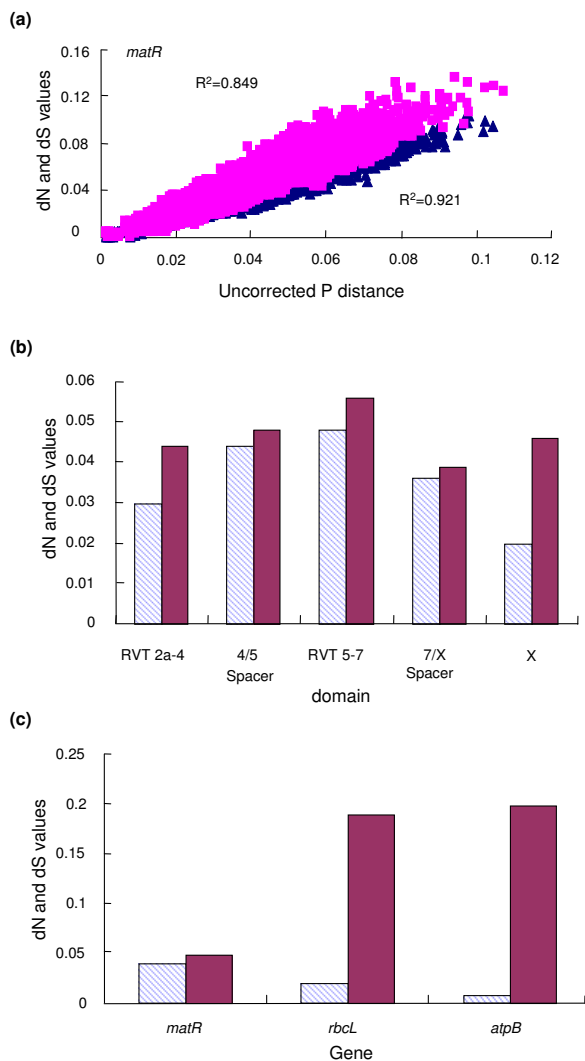 (a)
matR
R²=0.849
R²=0.921
dN and dS values
0.16
0.12
0.08
0.04
0
0 0.02 0.04 0.06 0.08 0.1 0.12
Uncorrected P distance
(b)
dN and dS values
0.06
0.05
0.04
0.03
0.02
0.01
0
RVT 2a-4 4/5 RVT 5-7 7/X X
Spacer Spacer
domain
(c)
dN and dS values
0.25
0.2
0.15
0.1
0.05
0
matR rbcL atpB
Gene